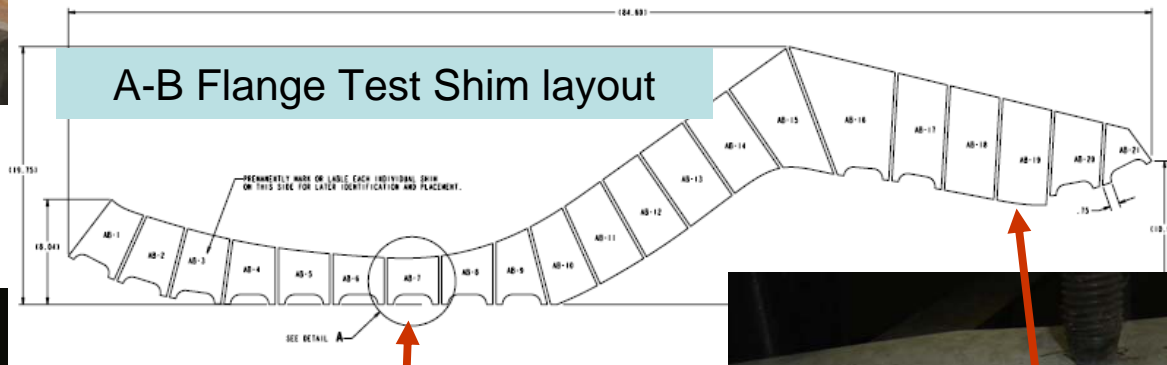 (84.60)
A-B Flange Test Shim layout
(19.75)
PREMANENTLY MARK OR LABLE EACH INDIVIDUAL SHIM
ON THIS SIDE FOR LATER IDENTIFICATION AND PLACEMENT.
(8.04)
AB-1
AB-2
AB-3
AB-4
AB-5
AB-6
AB-7
AB-8
AB-9
AB-10
AB-11
AB-12
AB-13
AB-14
AB-15
AB-16
AB-17
AB-18
AB-19
AB-20
AB-21
.75
SEE DETAIL A